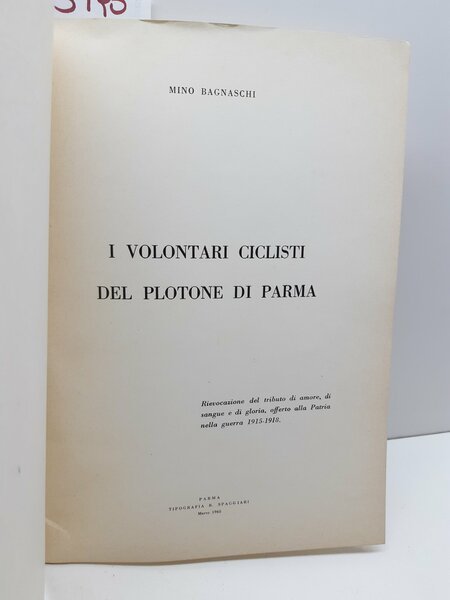 MINO BAGNASCHI
I VOLONTARI CICLISTI
DEL PLOTONE DI PARMA
Rievocazione del tributo di amore, di
sangue e di gloria, offerto alla Patria
nella guerra 1915-1918.
PARMA
TIPOGRAFIA B. SPAGGIARI